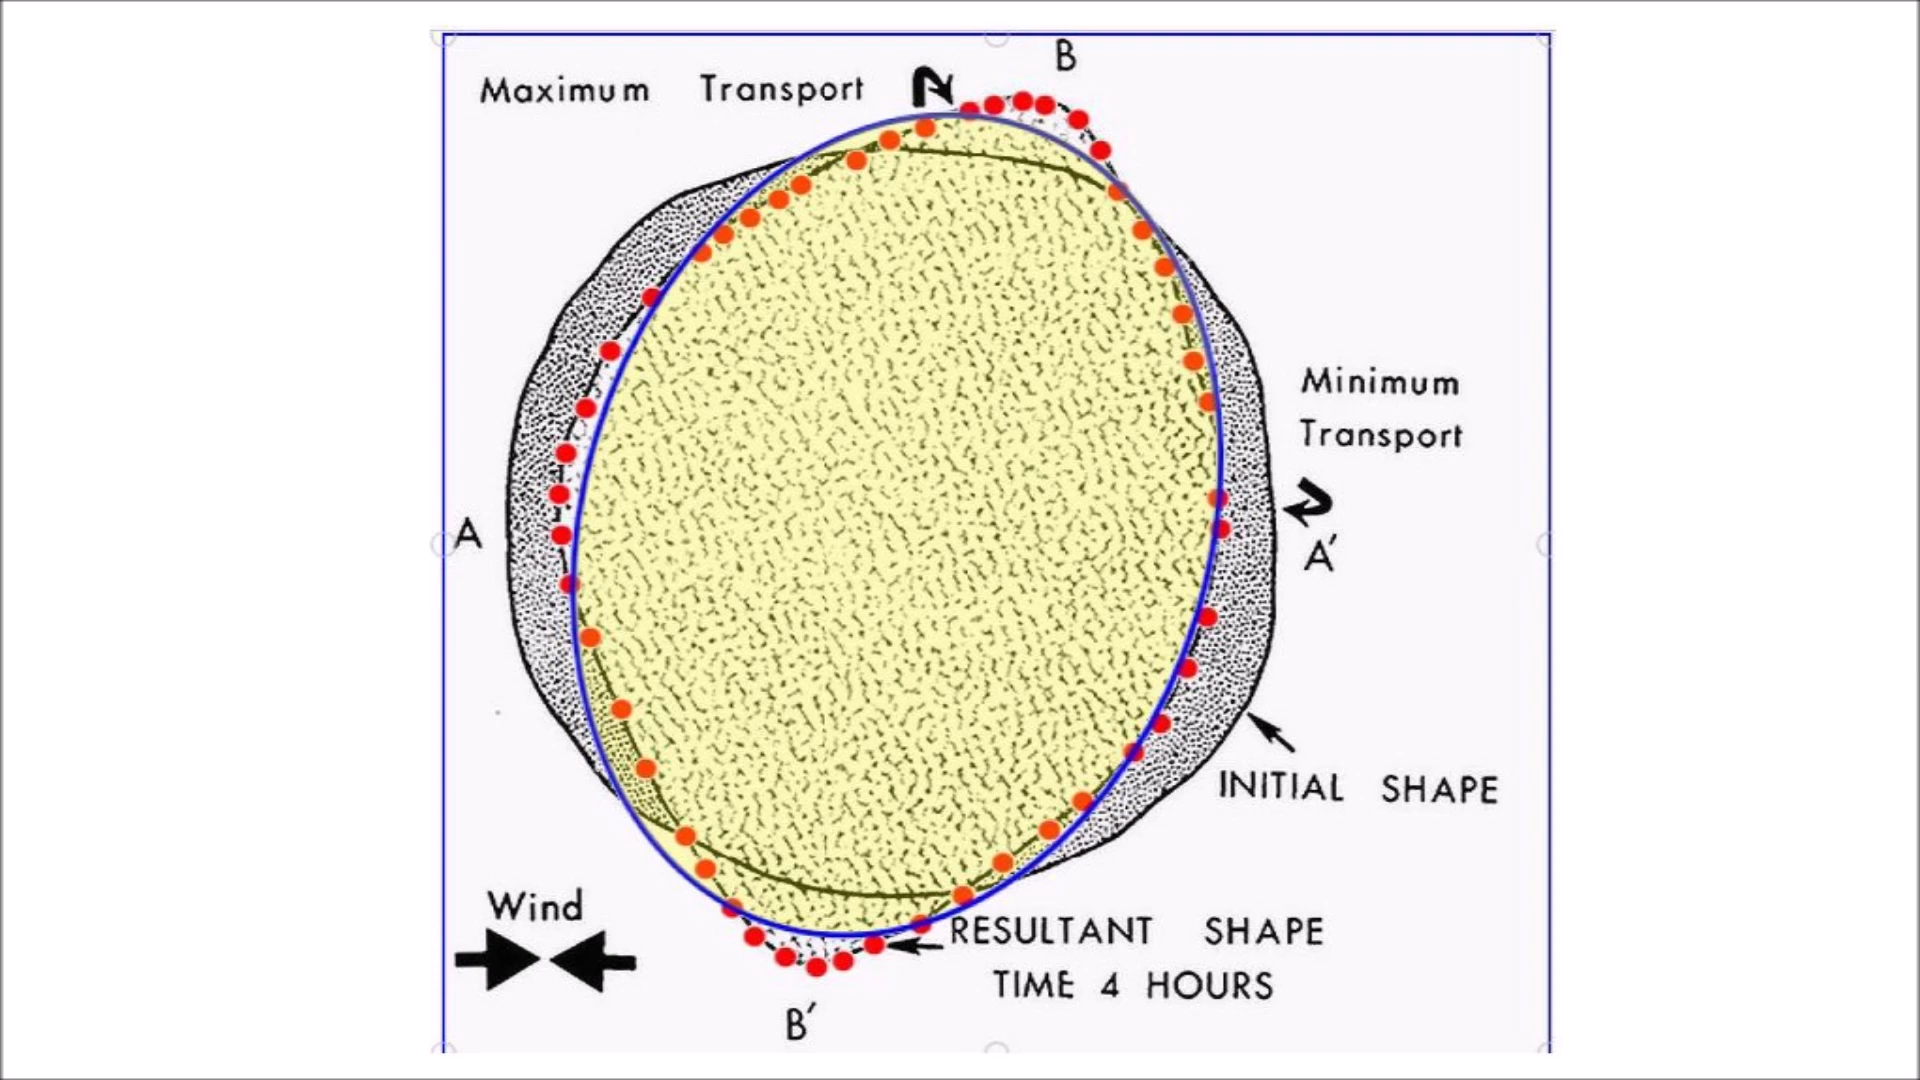 B
Maximum Transport
Minimum
Transport
A
A′
INITIAL SHAPE
Wind
RESULTANT SHAPE
TIME 4 HOURS
B′